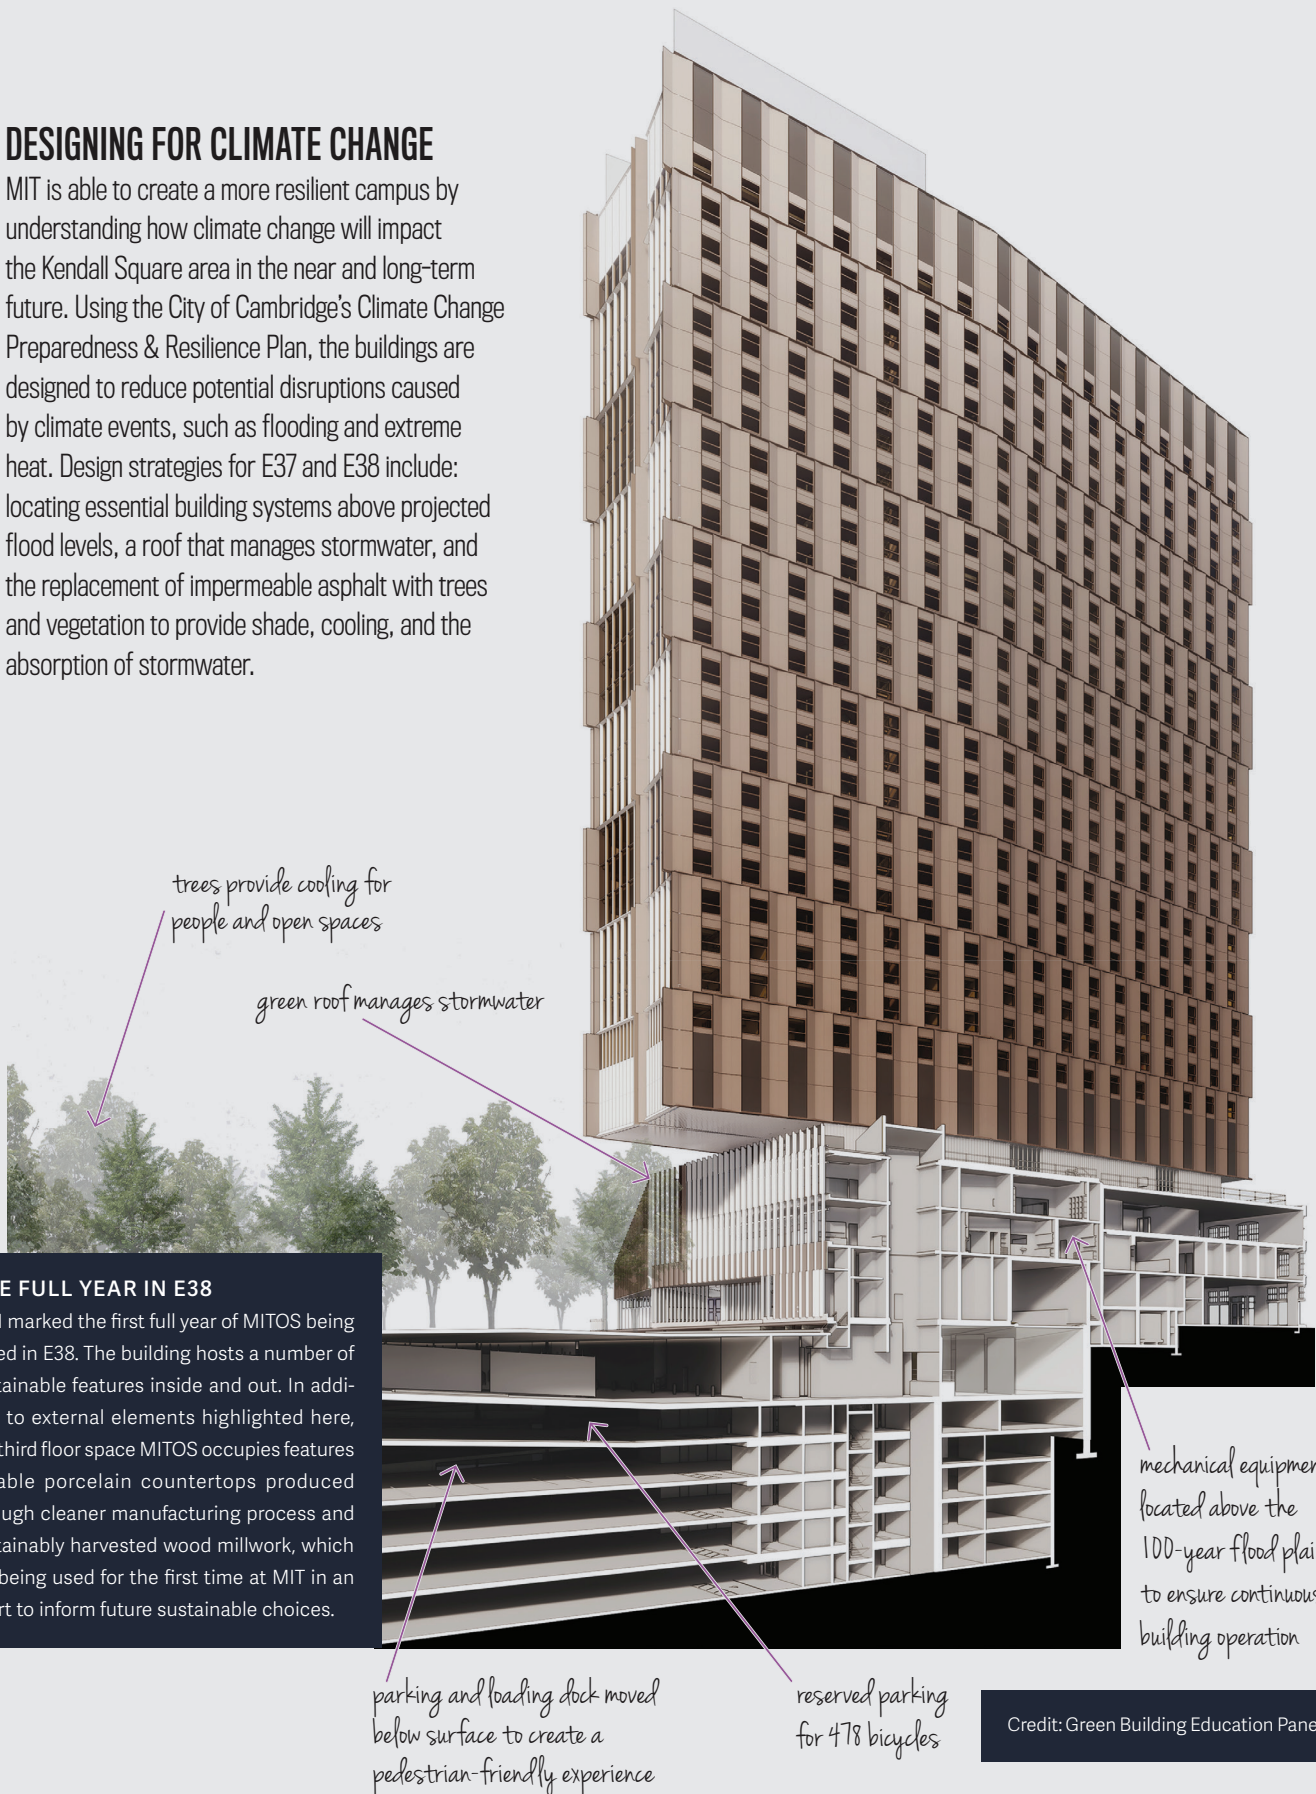 DESIGNING FOR CLIMATE CHANGE
MIT is able to create a more resilient campus by
understanding how climate change will impact
the Kendall Square area in the near and long-term
future. Using the City of Cambridge's Climate Change
Preparedness & Resilience Plan, the buildings are
designed to reduce potential disruptions caused
by climate events, such as flooding and extreme
heat. Design strategies for E37 and E38 include:
locating essential building systems above projected
flood levels, a roof that manages stormwater, and
the replacement of impermeable asphalt with trees
and vegetation to provide shade, cooling, and the
absorption of stormwater.
trees provide cooling for
people and open spaces
green roof manages stormwater
FULL YEAR IN E38
marked the first full year of MITOS being
in E38. The building hosts a number of
features inside and out. In addi-
to external elements highlighted here,
third floor space MITOS occupies features
porcelain countertops produced
cleaner manufacturing process and
harvested wood millwork, which
being used for the first time at MIT in an
to inform future sustainable choices.
mechanical
located above the
100-year flood
to ensure
building operation
parking and loading dock moved
below surface to create a
pedestrian-friendly experience
reserved parking
for 478 bicycles
Credit: Green Building Education